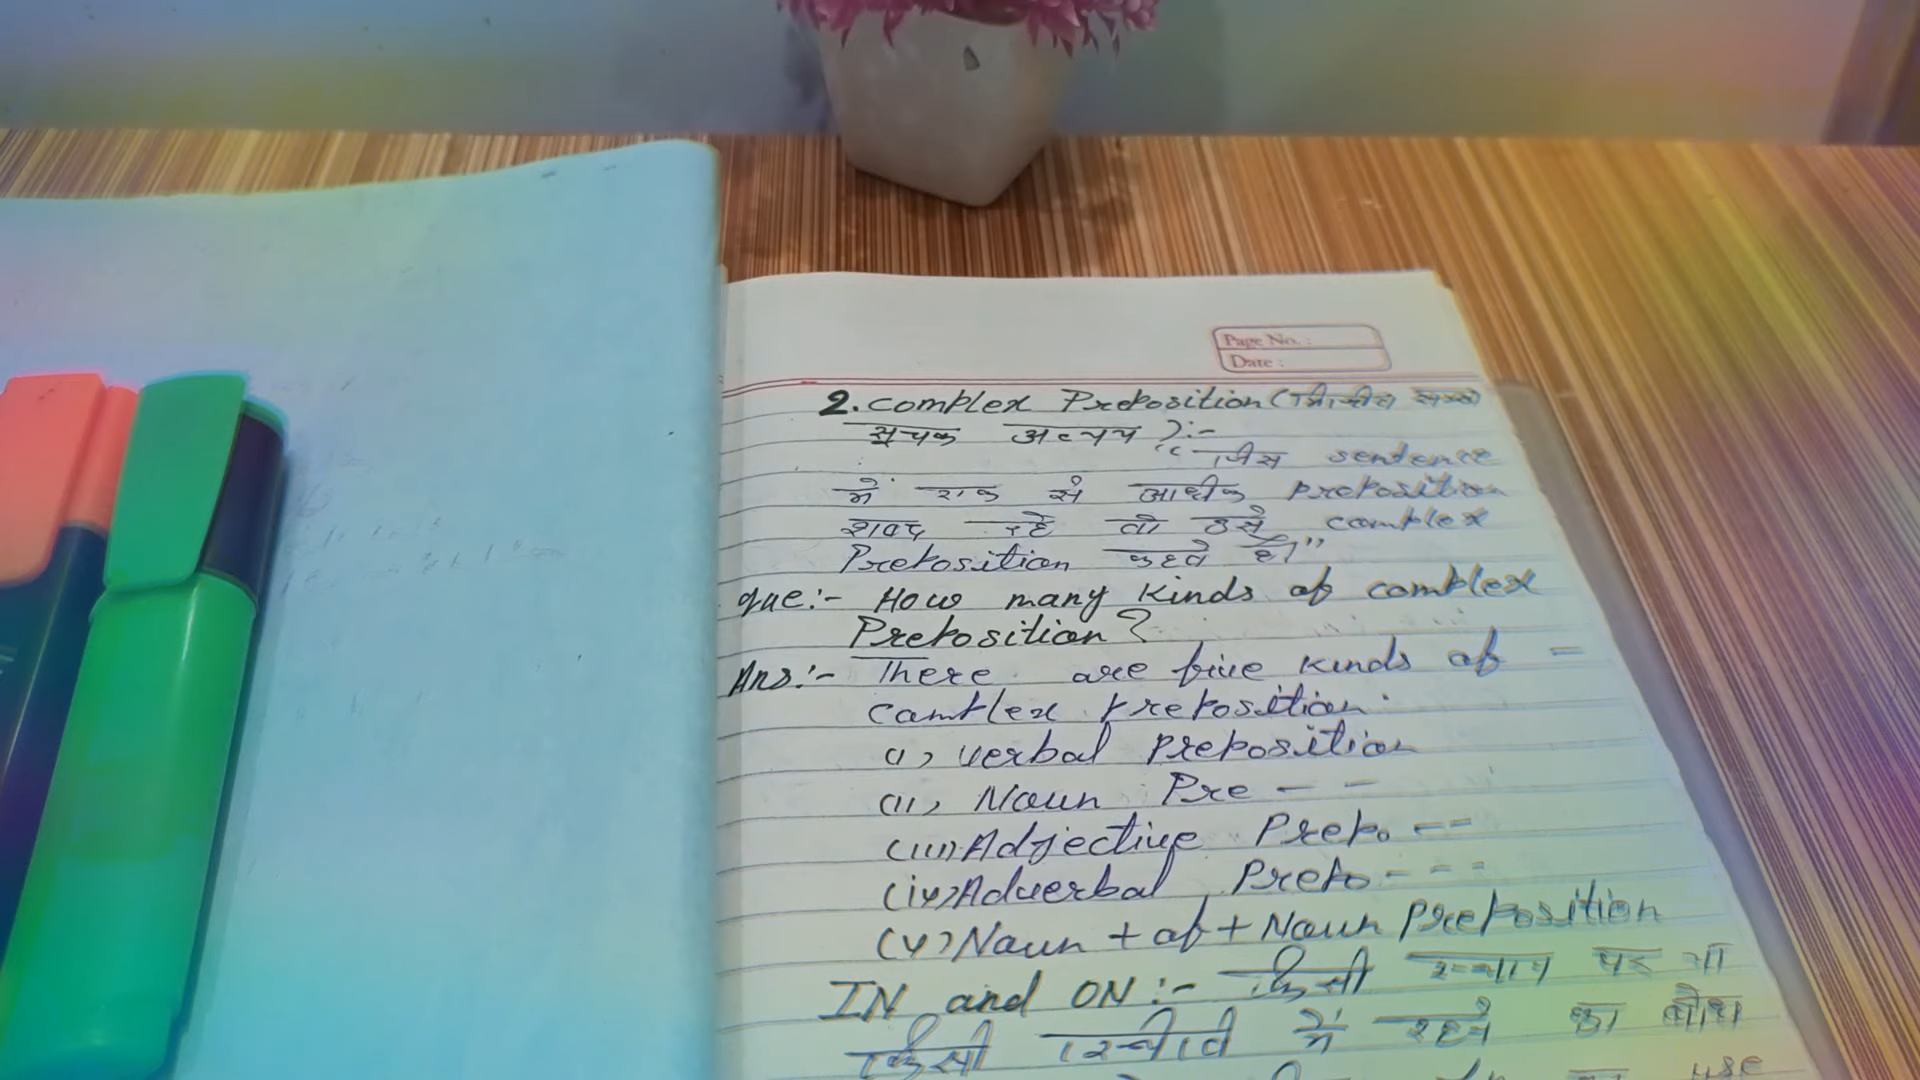 Page No. :
Date :
2. Complex Preposition (मिश्रित सम्बन्ध
सूचक अव्यय ):-
“जिस sentence
में एक से अधिक preposition
शब्द रहे तो उसे complex
Preposition कहते है।”
Que:- How many Kinds of complex
Preposition?
Ans:- There are five kinds of =
complex preposition.
(i) verbal preposition
(ii) Noun Pre - -
(iii) Adjective Prep. --
(iv) Adverbal Prepo - - -
(v) Noun + of + Noun preposition
IN and ON :- किसी स्थान पर या
किसी स्थिति में रहने का बोध
use